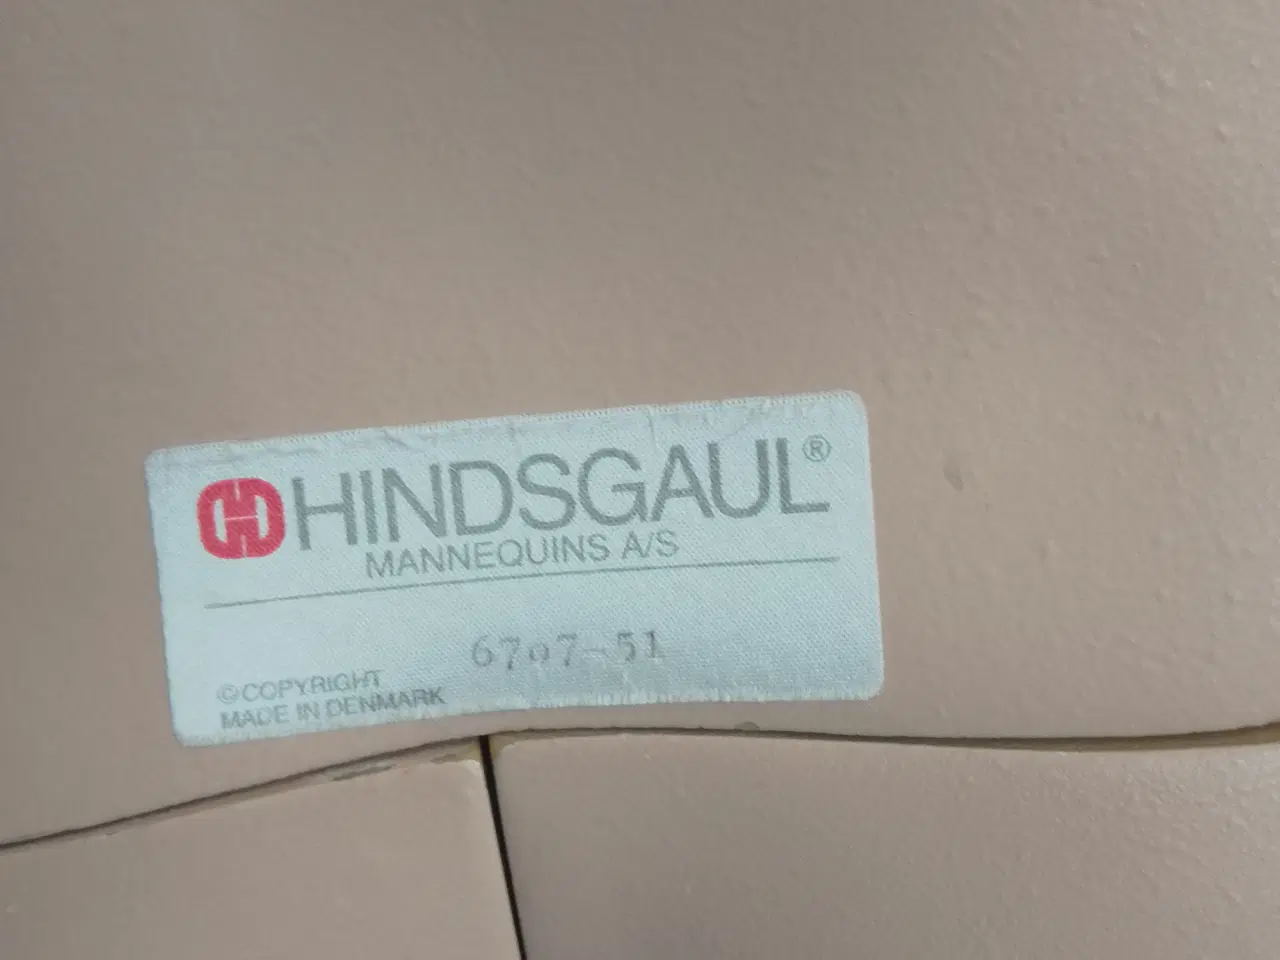 HINDSGAUL®
MANNEQUINS A/S
6707-51
©COPYRIGHT
MADE IN DENMARK